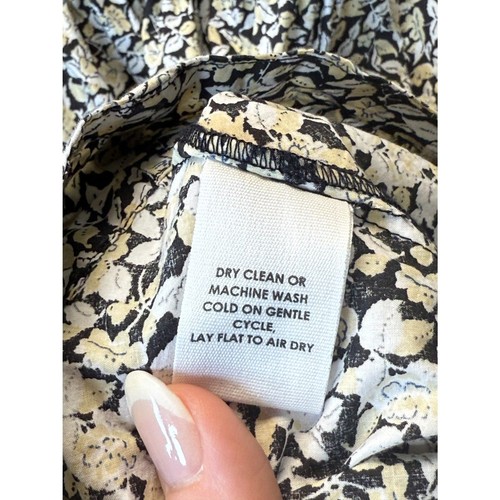 DRY CLEAN OR
MACHINE WASH
COLD ON GENTLE
CYCLE,
LAY FLAT TO AIR DRY